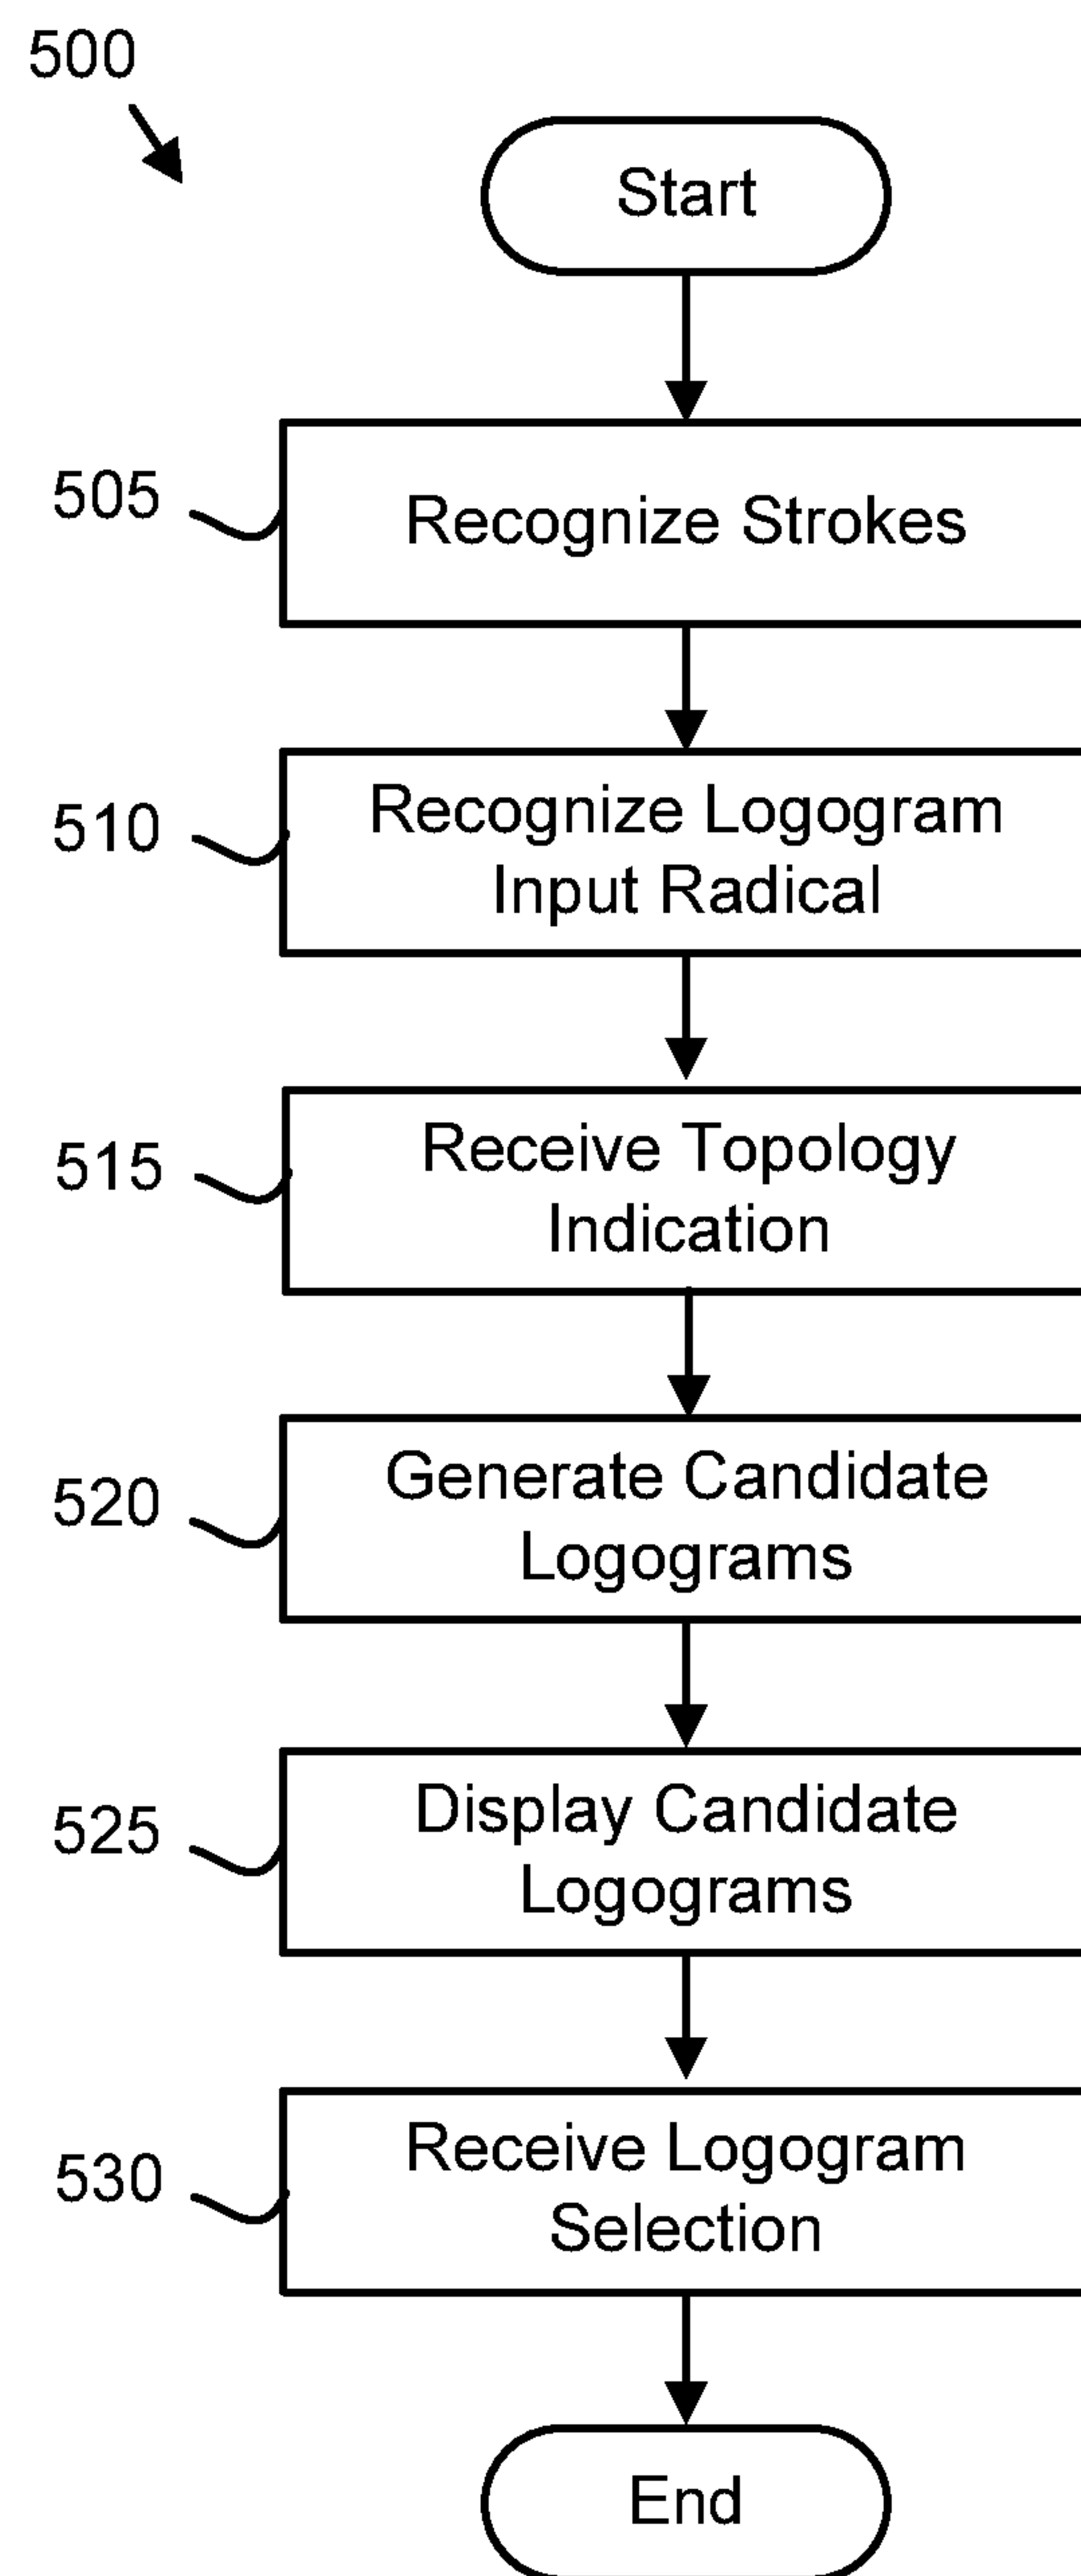 500
Start
505
Recognize Strokes
510
Recognize Logogram
Input Radical
515
Receive Topology
Indication
520
Generate Candidate
Logograms
525
Display Candidate
Logograms
530
Receive Logogram
Selection
End